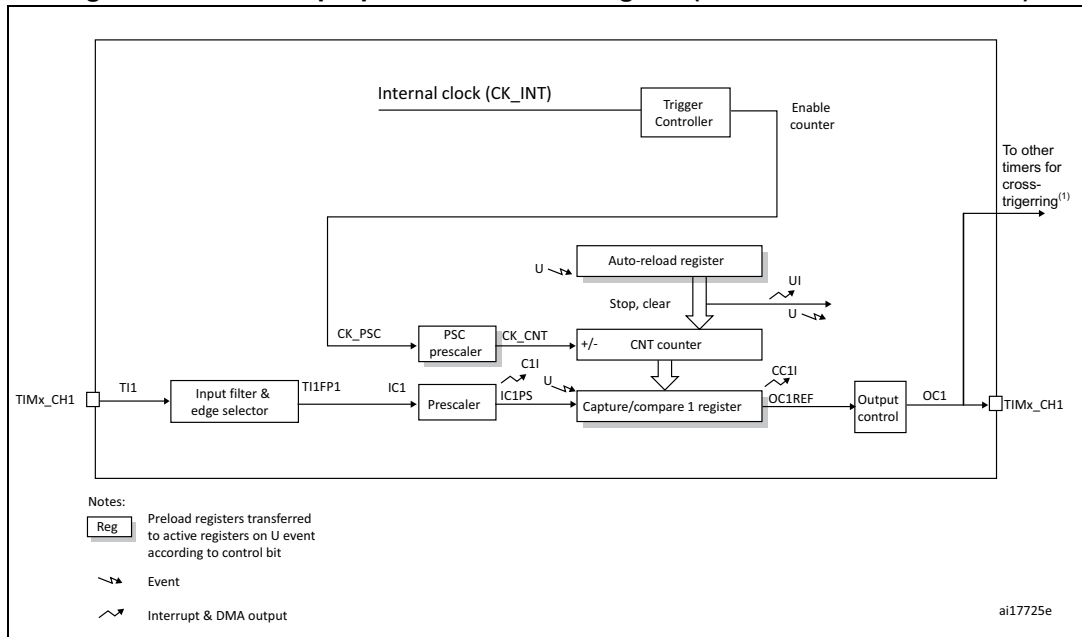 Internal clock (CK_INT)
Trigger
Controller
Enable
counter
To other
timers for
cross-
trigerring(1)
U
Auto-reload register
Stop, clear
UI
U
CK_PSC
PSC
prescaler
CK_CNT
+/-
CNT counter
TIMx_CH1
TI1
Input filter &
edge selector
TI1FP1
IC1
Prescaler
C1I
IC1PS
U
Capture/compare 1 register
CC1I
OC1REF
Output
control
OC1
TIMx_CH1
Notes:
Reg
Preload registers transferred
to active registers on U event
according to control bit
Event
Interrupt & DMA output
ai17725e